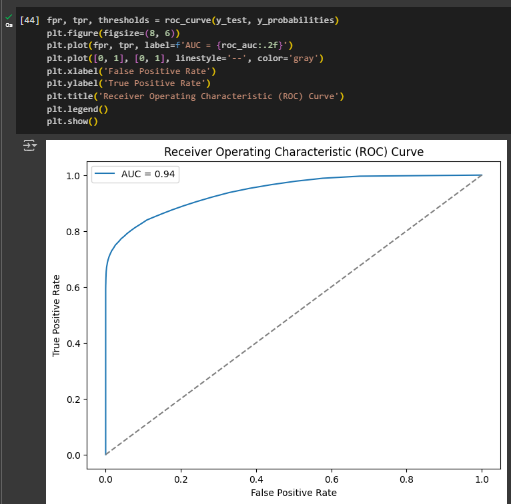 [44] fpr, tpr, thresholds = roc_curve(y_test, y_probabilities)
plt.figure(figsize=(8, 6))
plt.plot(fpr, tpr, label=f'AUC = {roc_auc:.2f}')
plt.plot([0, 1], [0, 1], linestyle='--', color='gray')
plt.xlabel('False Positive Rate')
plt.ylabel('True Positive Rate')
plt.title('Receiver Operating Characteristic (ROC) Curve')
plt.legend()
plt.show()
0s
Receiver Operating Characteristic (ROC) Curve
AUC = 0.94
True Positive Rate
1.0
0.8
0.6
0.4
0.2
0.0
0.0 0.2 0.4 0.6 0.8 1.0
False Positive Rate